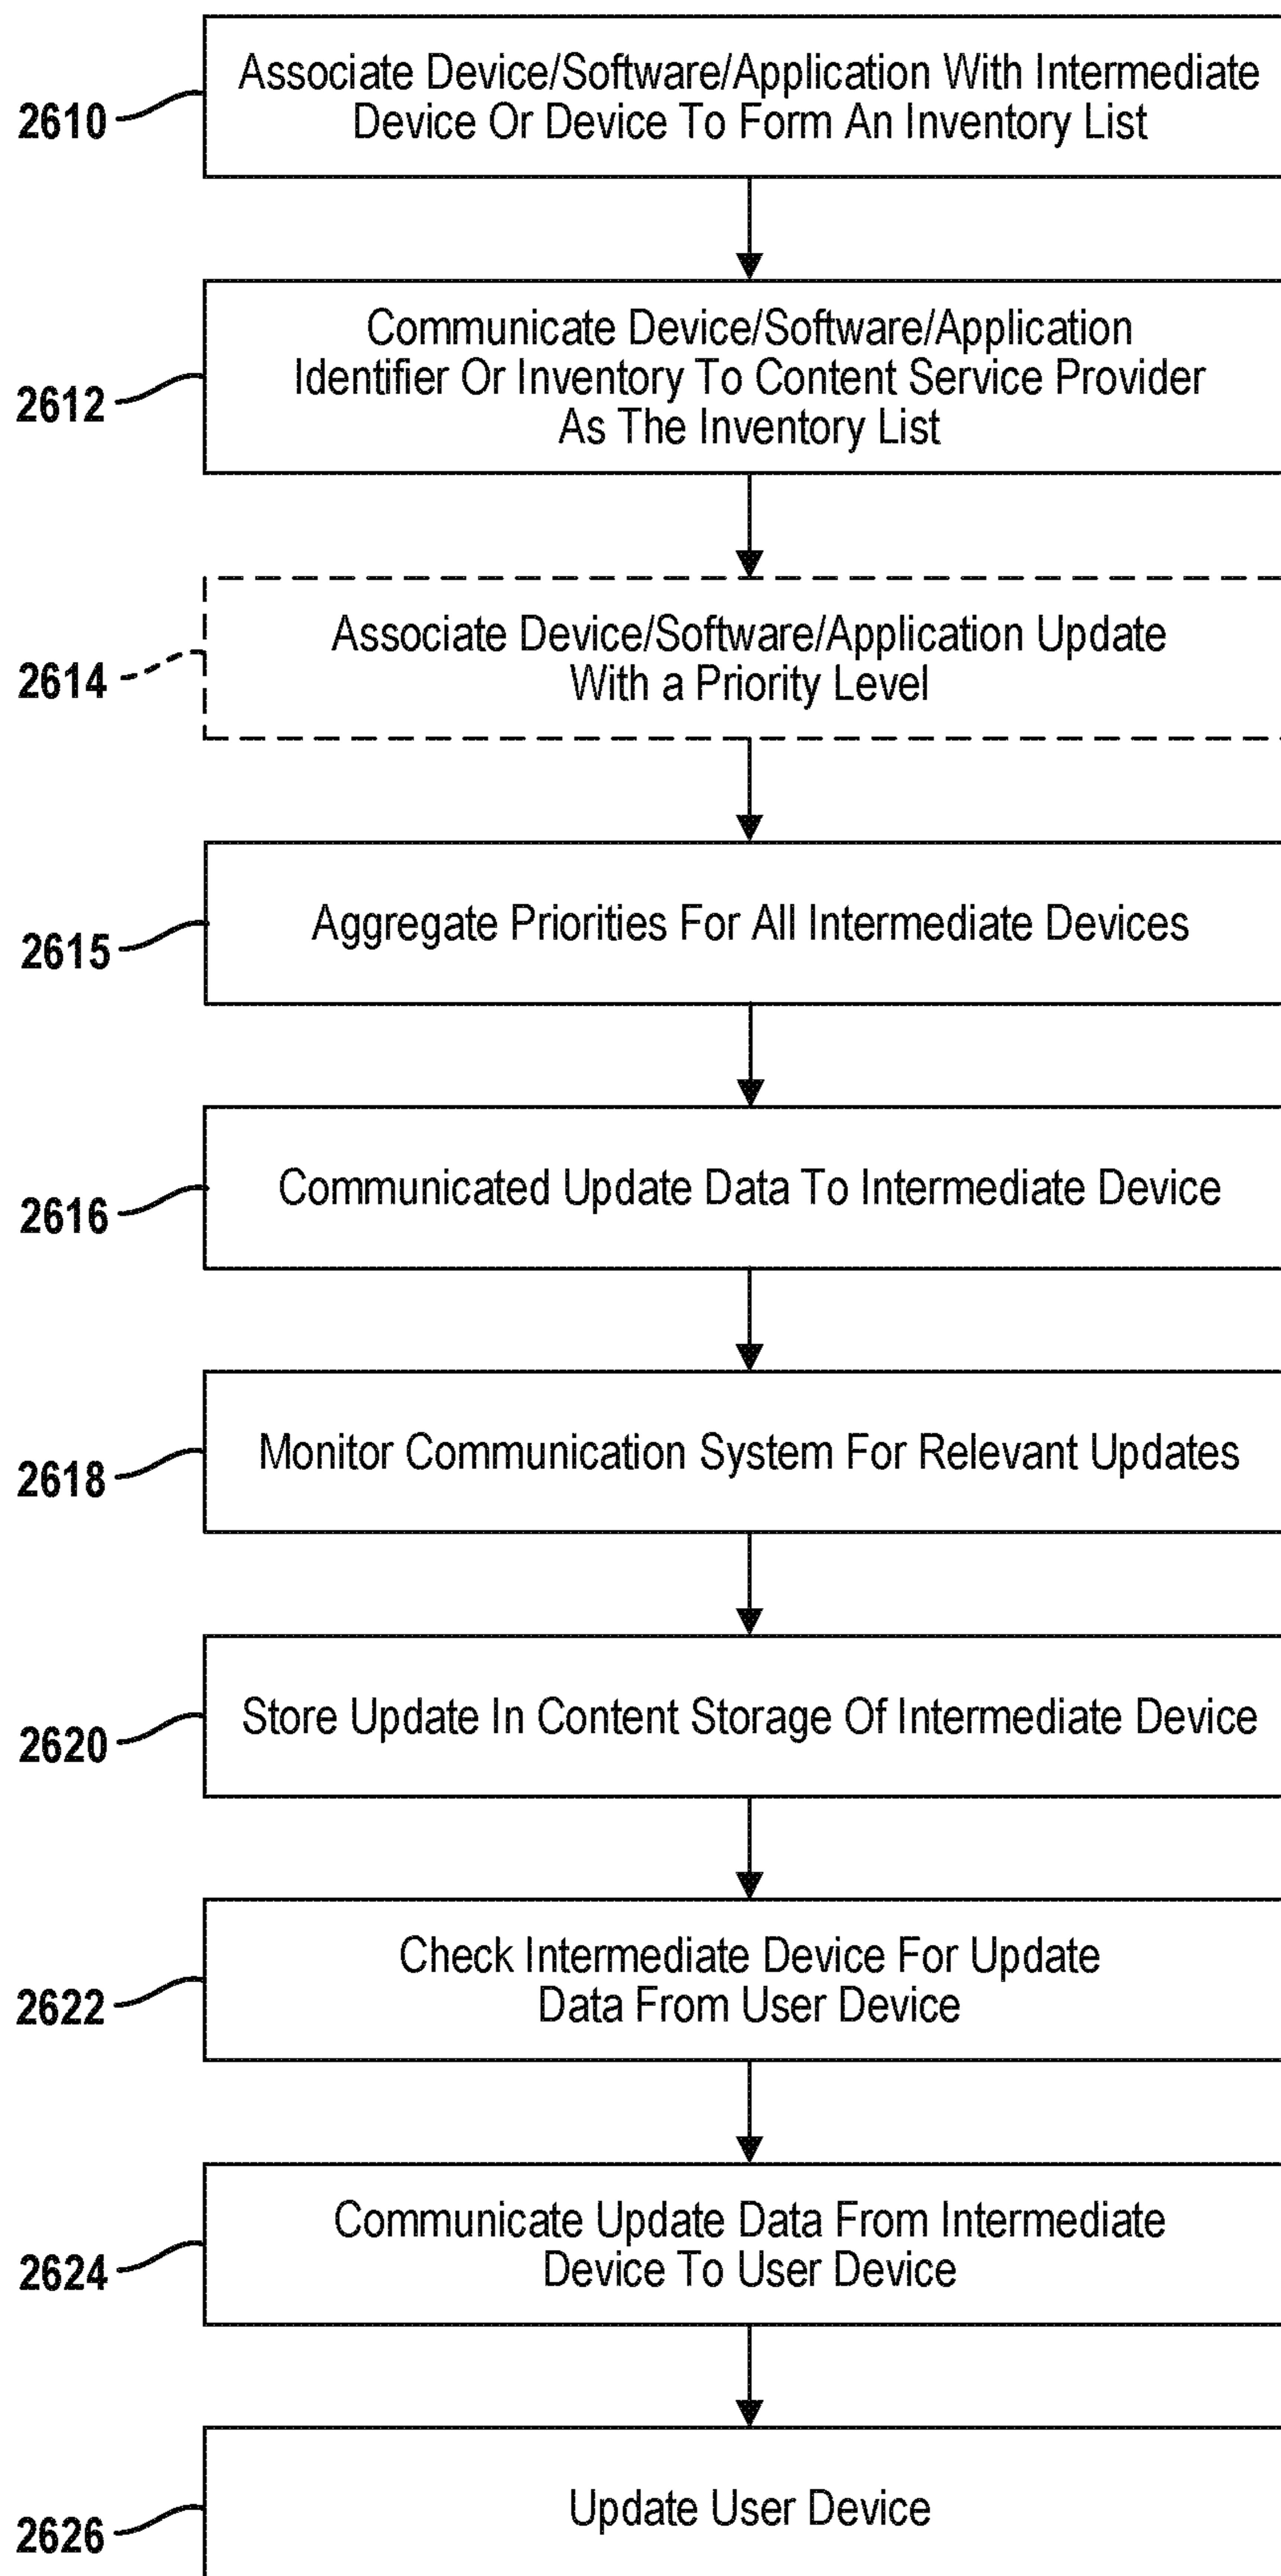 2610
Associate Device/Software/Application With Intermediate
Device Or Device To Form An Inventory List
2612
Communicate Device/Software/Application
Identifier Or Inventory To Content Service Provider
As The Inventory List
2614
Associate Device/Software/Application Update
With a Priority Level
2615
Aggregate Priorities For All Intermediate Devices
2616
Communicated Update Data To Intermediate Device
2618
Monitor Communication System For Relevant Updates
2620
Store Update In Content Storage Of Intermediate Device
2622
Check Intermediate Device For Update
Data From User Device
2624
Communicate Update Data From Intermediate
Device To User Device
2626
Update User Device